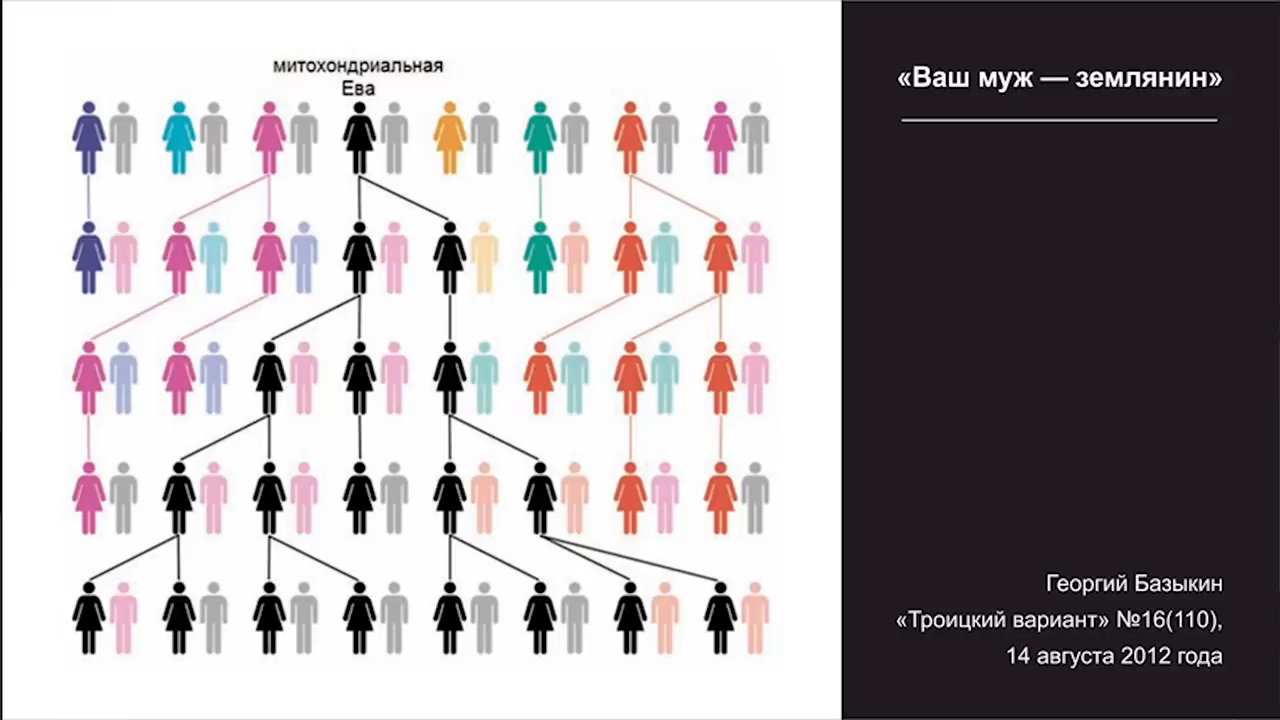 митохондриальная
Ева
«Ваш муж — землянин»
Георгий Базыкин
«Троицкий вариант» №16(110),
14 августа 2012 года